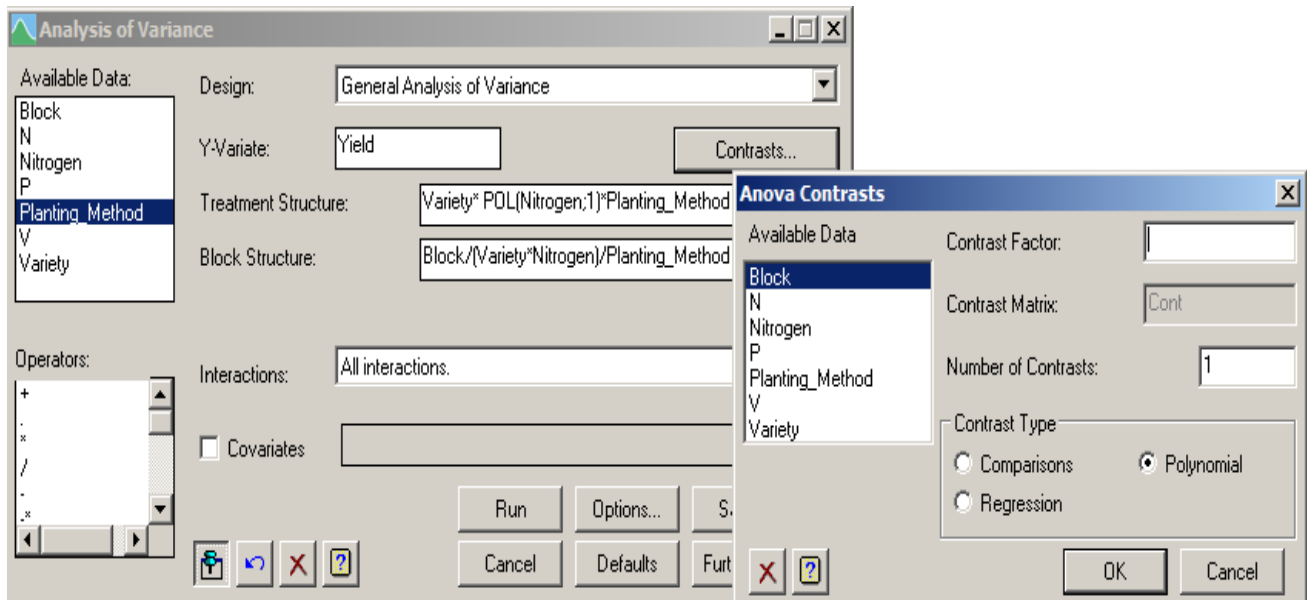 Analysis of Variance
Available Data:
Block
N
Nitrogen
P
Planting_Method
V
Variety
Design:
General Analysis of Variance
Y-Variate:
Yield
Contrasts...
Treatment Structure:
Variety* POL(Nitrogen;1)*Planting_Method
Block Structure:
Block/(Variety*Nitrogen)/Planting_Method
Operators:
+
.
*
/
-
.*
Interactions:
All interactions.
Covariates
Run
Options...
S
Cancel
Defaults
Furt
Anova Contrasts
Available Data
Block
N
Nitrogen
P
Planting_Method
V
Variety
Contrast Factor:
Contrast Matrix:
Cont
Number of Contrasts:
1
Contrast Type
Comparisons
Polynomial
Regression
OK
Cancel